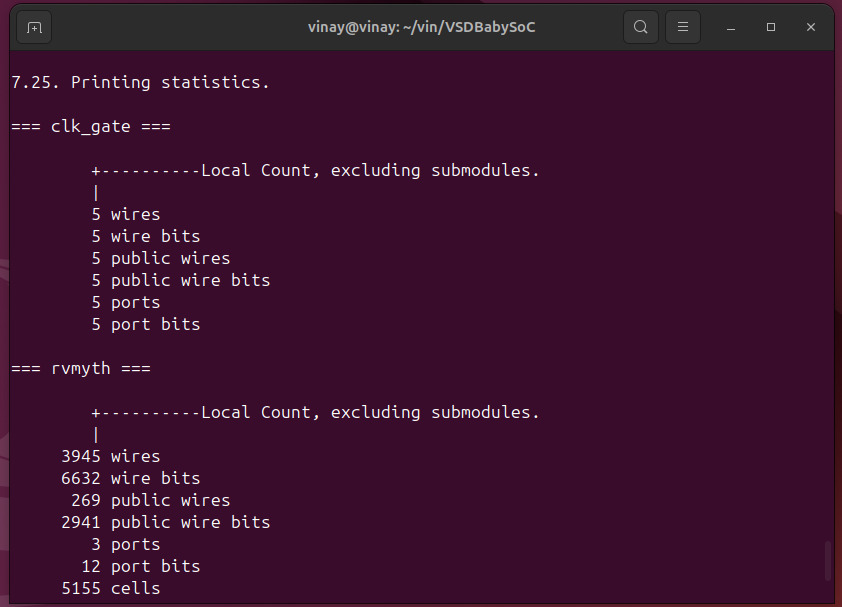 vinay@vinay: ~/vin/VSDBabySoC
7.25. Printing statistics.
=== clk_gate ===
+----------Local Count, excluding submodules.
|
5 wires
5 wire bits
5 public wires
5 public wire bits
5 ports
5 port bits
=== rvmyth ===
+----------Local Count, excluding submodules.
|
3945 wires
6632 wire bits
269 public wires
2941 public wire bits
3 ports
12 port bits
5155 cells